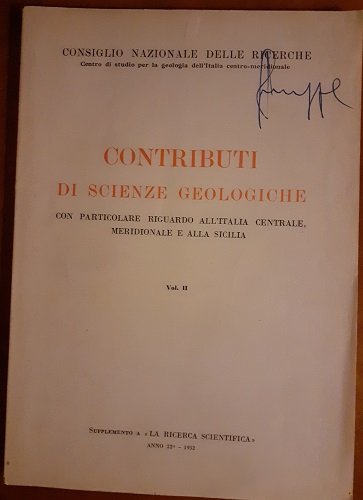 CONSIGLIO NAZIONALE DELLE RICERCHE
Centro di studio per la geologia dell'Italia centro-meridionale
CONTRIBUTI
DI SCIENZE GEOLOGICHE
CON PARTICOLARE RIGUARDO ALL'ITALIA CENTRALE,
MERIDIONALE E ALLA SICILIA
Vol. II
SUPPLEMENTO A «LA RICERCA SCIENTIFICA»
ANNO 22º - 1952